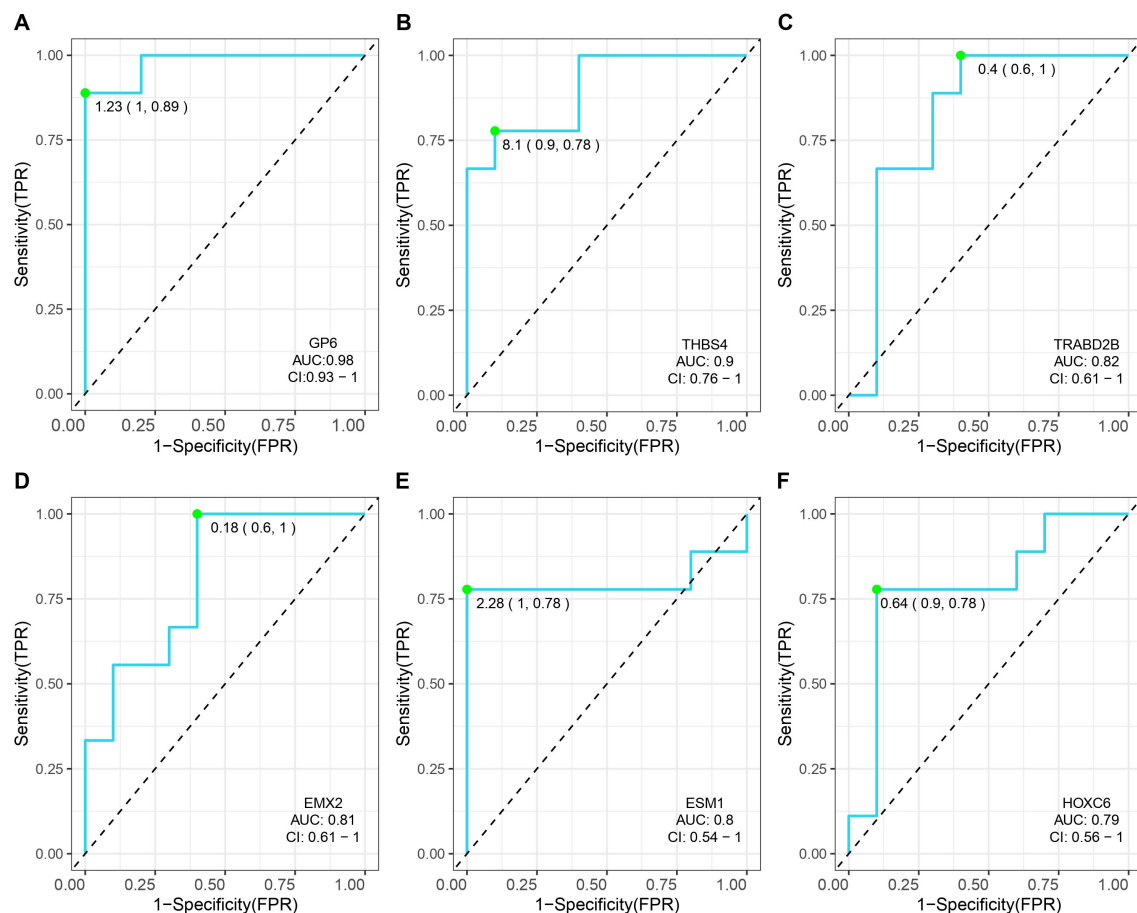 A
1.00
0.75
0.50
0.25
0.00
Sensitivity(TPR)
1.23 ( 1, 0.89 )
GP6
AUC:0.98
CI:0.93 − 1
0.00 0.25 0.50 0.75 1.00
1−Specificity(FPR)
B
1.00
0.75
0.50
0.25
0.00
Sensitivity(TPR)
8.1 ( 0.9, 0.78 )
THBS4
AUC: 0.9
CI: 0.76 − 1
0.00 0.25 0.50 0.75 1.00
1−Specificity(FPR)
C
1.00
0.75
0.50
0.25
0.00
Sensitivity(TPR)
0.4 ( 0.6, 1 )
TRABD2B
AUC: 0.82
CI: 0.61 − 1
0.00 0.25 0.50 0.75 1.00
1−Specificity(FPR)
D
1.00
0.75
0.50
0.25
0.00
Sensitivity(TPR)
0.18 ( 0.6, 1 )
EMX2
AUC: 0.81
CI: 0.61 − 1
0.00 0.25 0.50 0.75 1.00
1−Specificity(FPR)
E
1.00
0.75
0.50
0.25
0.00
Sensitivity(TPR)
2.28 ( 1, 0.78 )
ESM1
AUC: 0.8
CI: 0.54 − 1
0.00 0.25 0.50 0.75 1.00
1−Specificity(FPR)
F
1.00
0.75
0.50
0.25
0.00
Sensitivity(TPR)
0.64 ( 0.9, 0.78 )
HOXC6
AUC: 0.79
CI: 0.56 − 1
0.00 0.25 0.50 0.75 1.00
1−Specificity(FPR)